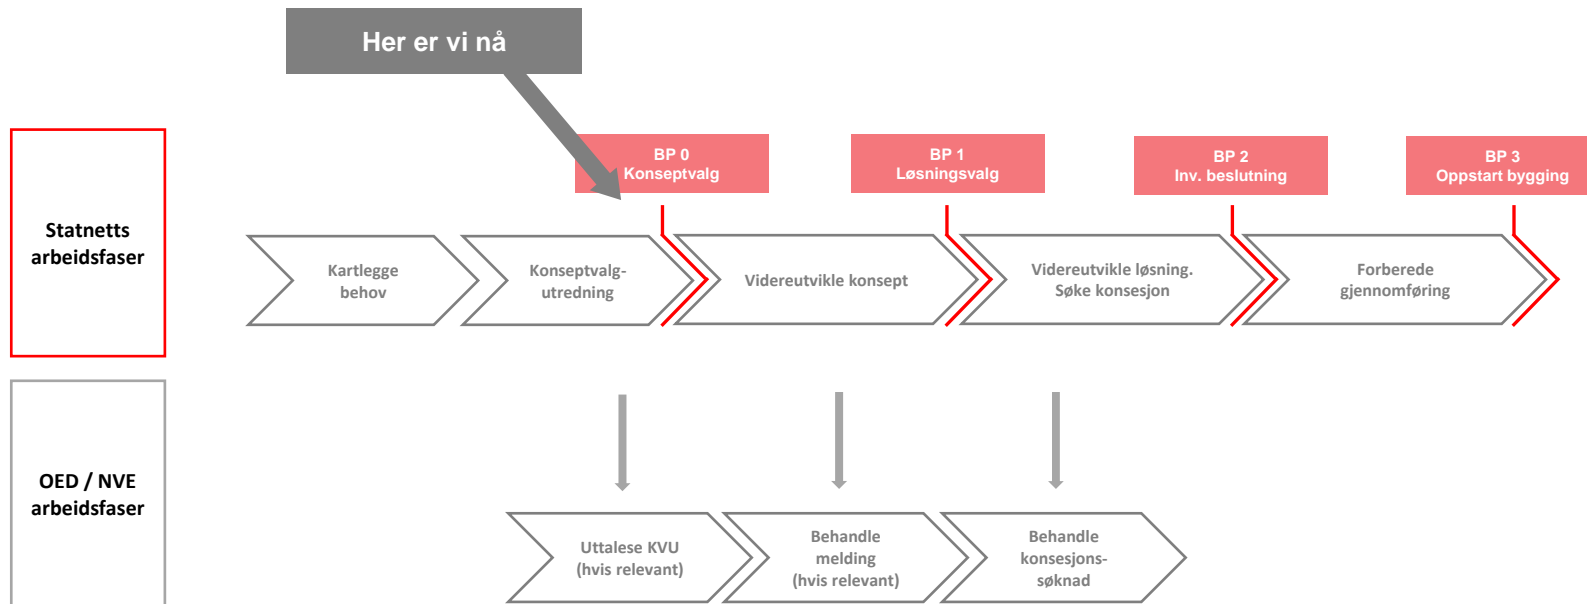 Her er vi nå
BP 0
Konseptvalg
BP 1
Løsningsvalg
BP 2
Inv. beslutning
BP 3
Oppstart bygging
Statnetts
arbeidsfaser
Kartlegge
behov
Konseptvalg-
utredning
Videreutvikle konsept
Videreutvikle løsning.
Søke konsesjon
Forberede
gjennomføring
OED / NVE
arbeidsfaser
Uttalese KVU
(hvis relevant)
Behandle
melding
(hvis relevant)
Behandle
konsesjons-
søknad